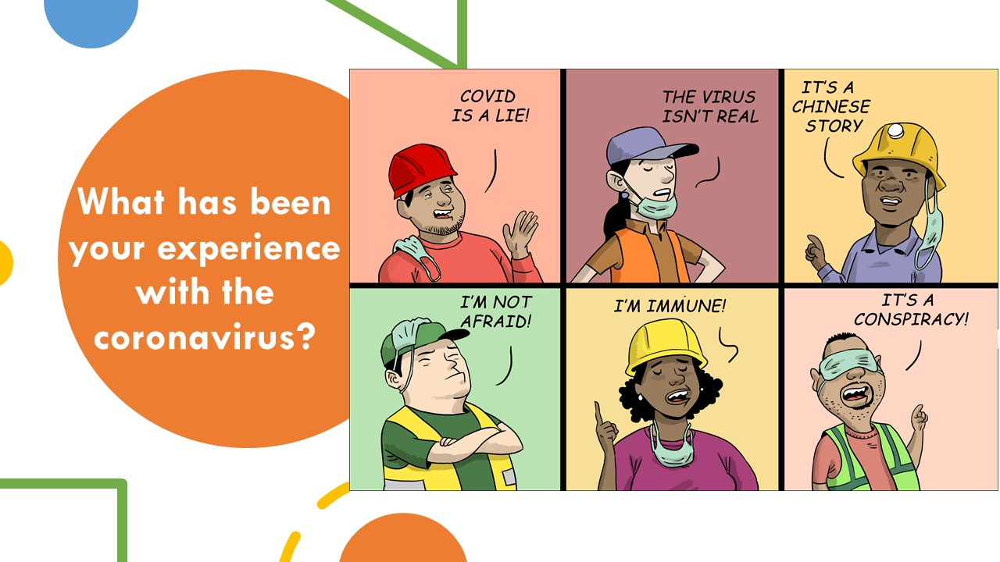 What has been
your experience
with the
coronavirus?
COVID
IS A LIE!
THE VIRUS
ISN'T REAL
IT'S A
CHINESE
STORY
I'M NOT
AFRAID!
I'M IMMUNE!
IT'S A
CONSPIRACY!